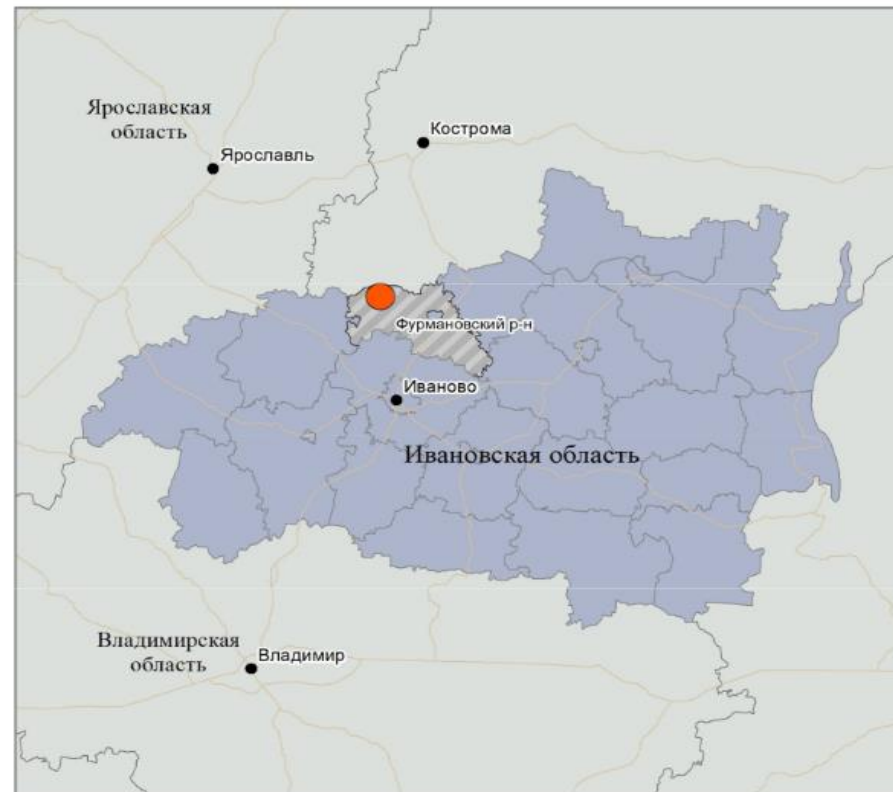 Ярославская
область
Кострома
Ярославль
Фурмановский р-н
Иваново
Ивановская область
Владимирская
область
Владимир